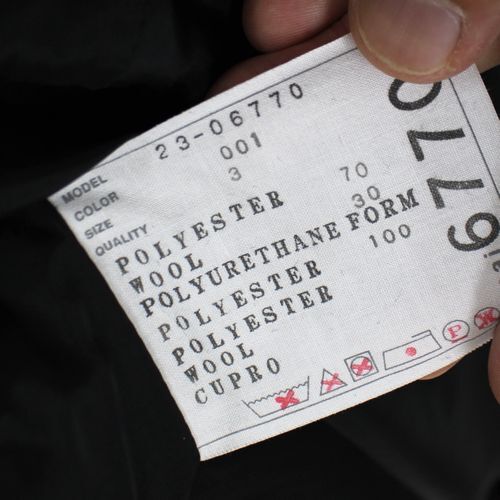 MODEL 23-06770
COLOR 001
SIZE 3
QUALITY
POLYESTER 70
WOOL 30
POLYURETHANE FORM
POLYESTER 100
POLYESTER
WOOL
CUPRO
6770
P